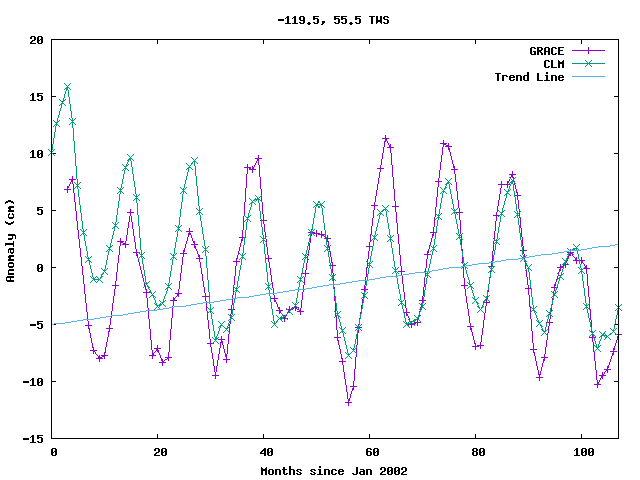 -119.5, 55.5 TWS
GRACE
CLM
Trend Line
20
15
10
5
0
-5
-10
-15
Anomaly (cm)
0 20 40 60 80 100
Months since Jan 2002